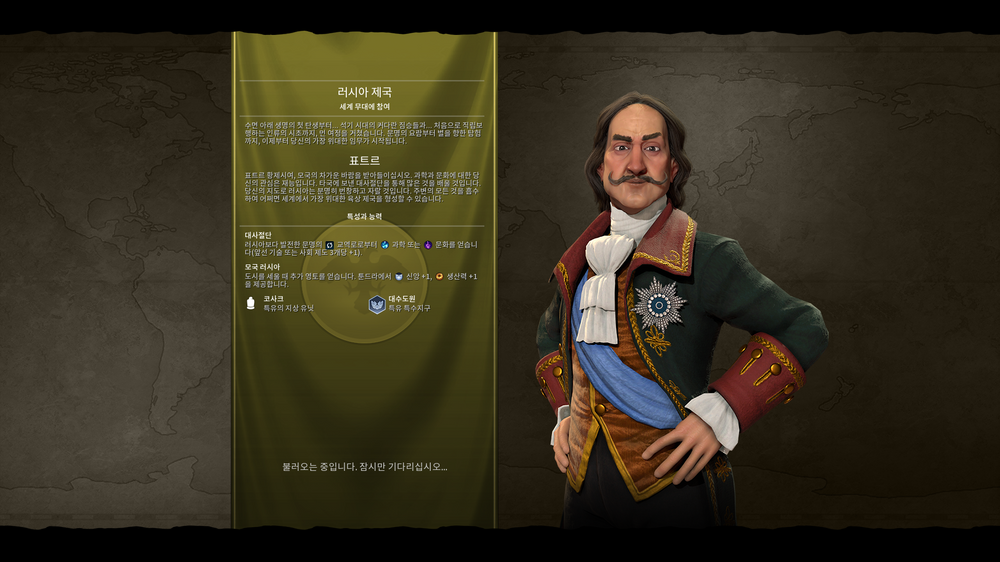 러시아 제국
세계 무대에 참여
수면 아래 생명의 첫 탄생부터... 석기 시대의 커다란 짐승들과... 처음으로 직립보
행하는 인류의 시초까지, 먼 여정을 거쳤습니다. 문명의 요람부터 별을 향한 탐험
까지, 이제부터 당신의 가장 위대한 임무가 시작됩니다.
표트르
표트르 황제시여, 모국의 차가운 바람을 받아들이십시오. 과학과 문화에 대한 당
신의 관심은 재능입니다. 타국에 보낸 대사절단을 통해 많은 것을 배울 것입니다.
당신의 지도로 러시아는 분명히 번창하고 자랄 것입니다. 주변의 모든 것을 흡수
하여 어쩌면 세계에서 가장 위대한 육상 제국을 형성할 수 있습니다.
특성과 능력
대사절단
러시아보다 발전한 문명의 교역로로부터 과학 또는 문화를 얻습니
다(앞선 기술 또는 사회 제도 3개당 +1).
모국 러시아
도시를 세울 때 추가 영토를 얻습니다. 툰드라에서 신앙 +1, 생산력 +1
을 제공합니다.
코사크
특유의 지상 유닛
대수도원
특유 특수지구
불러오는 중입니다. 잠시만 기다리십시오...